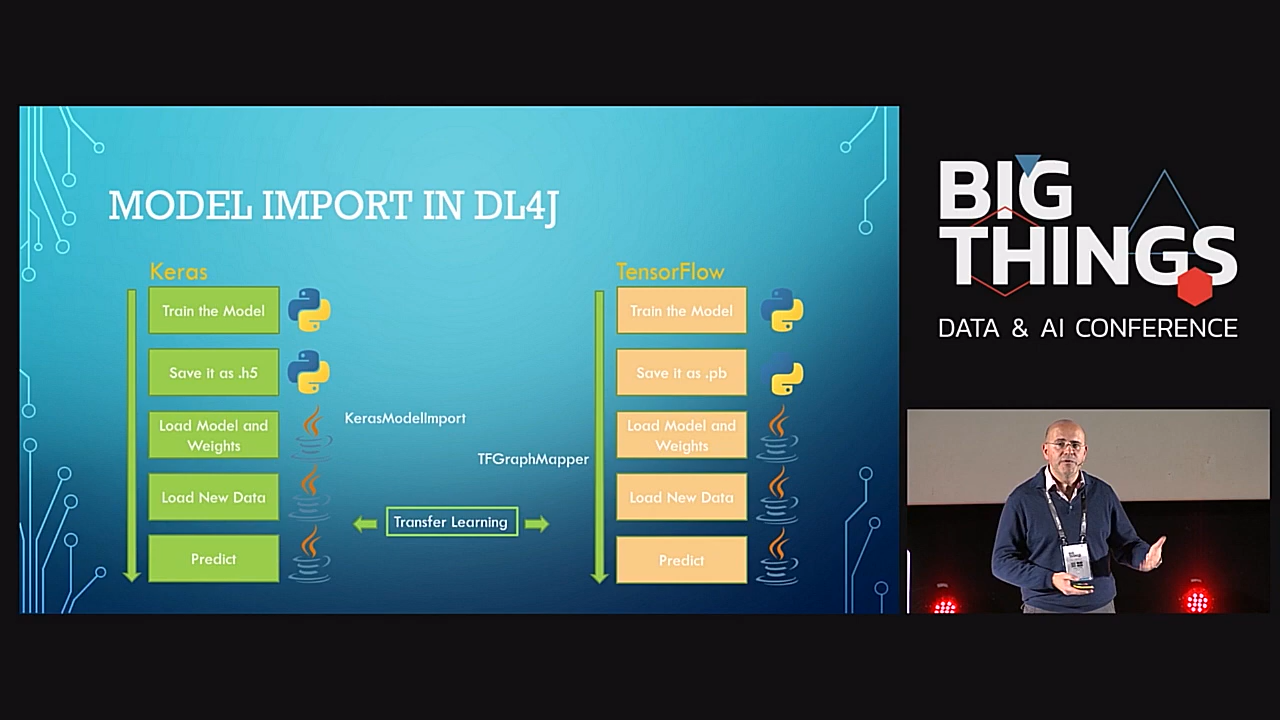 MODEL IMPORT IN DL4J
Keras
Train the Model
Save it as .h5
Load Model and
Weights
Load New Data
Predict
KerasModelImport
TFGraphMapper
Transfer Learning
TensorFlow
Train the Model
Save it as .pb
Load Model and
Weights
Load New Data
Predict
BIG
THINGS
DATA & AI CONFERENCE
BIG
THINGS